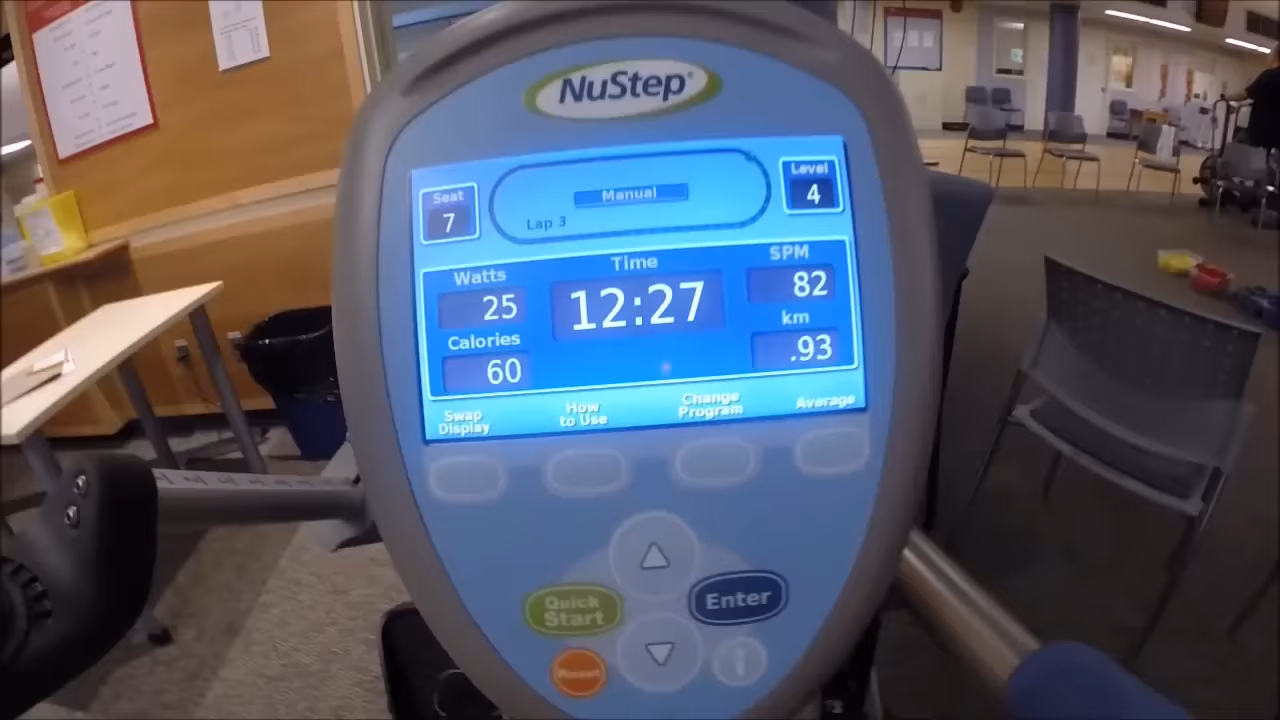 NuStep®
Seat
7
Manual
Lap 3
Level
4
Watts
25
Time
12:27
SPM
82
Calories
60
km
.93
Swap
Display
How
to Use
Change
Program
Average
Quick
Start
Enter
Reset
i